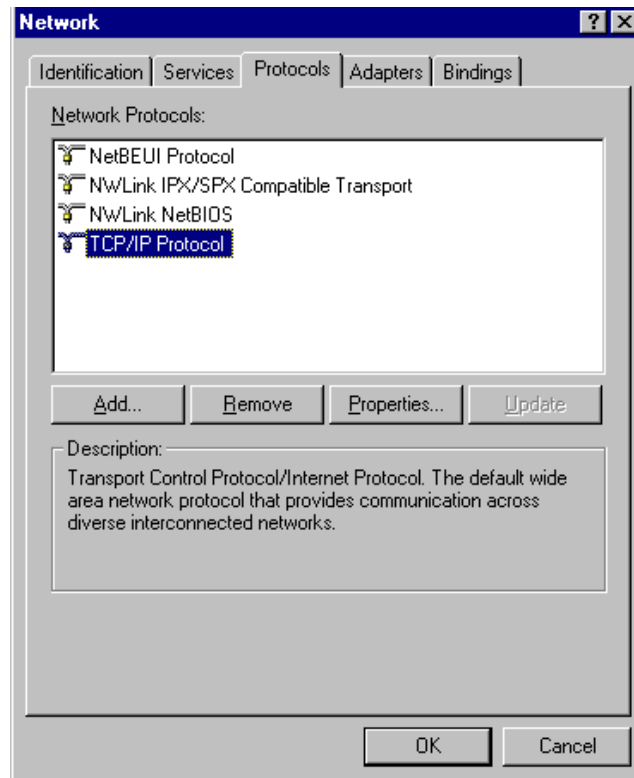 Network
Identification Services Protocols Adapters Bindings
Network Protocols:
NetBEUI Protocol
NWLink IPX/SPX Compatible Transport
NWLink NetBIOS
TCP/IP Protocol
Add... Remove Properties... Update
Description:
Transport Control Protocol/Internet Protocol. The default wide
area network protocol that provides communication across
diverse interconnected networks.
OK Cancel